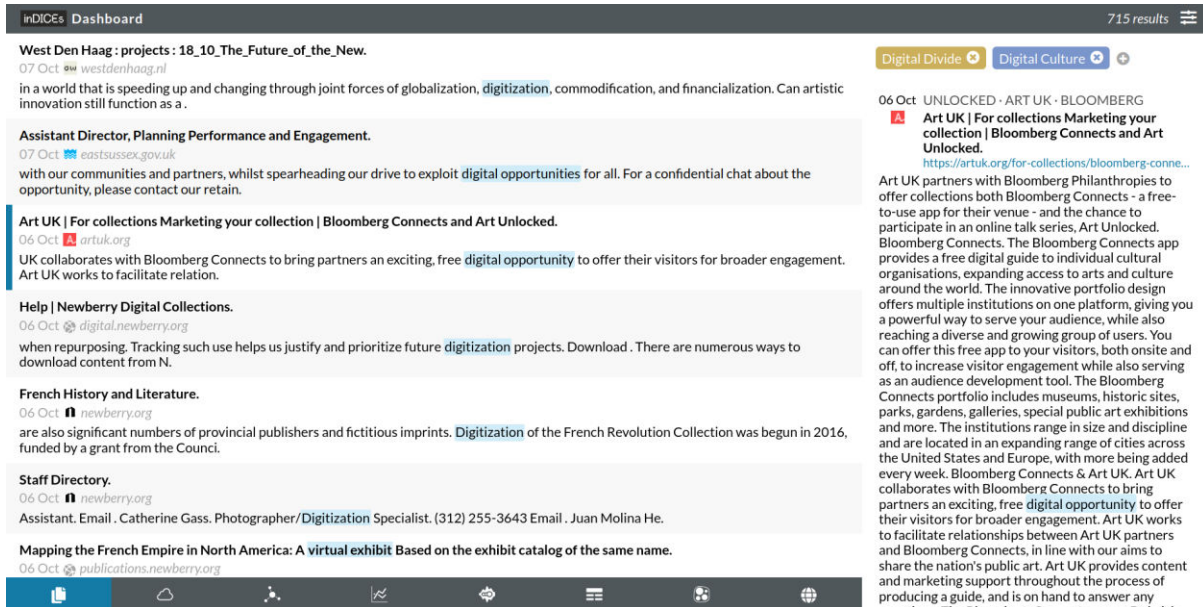 inDICEs Dashboard
715 results
West Den Haag : projects : 18_10_The_Future_of_the_New.
07 Oct westdenhaag.nl
in a world that is speeding up and changing through joint forces of globalization, digitization, commodification, and financialization. Can artistic
innovation still function as a .
Assistant Director, Planning Performance and Engagement.
07 Oct eastsussex.gov.uk
with our communities and partners, whilst spearheading our drive to exploit digital opportunities for all. For a confidential chat about the
opportunity, please contact our retain.
Art UK | For collections Marketing your collection | Bloomberg Connects and Art Unlocked.
06 Oct A. artuk.org
UK collaborates with Bloomberg Connects to bring partners an exciting, free digital opportunity to offer their visitors for broader engagement.
Art UK works to facilitate relation.
Help | Newberry Digital Collections.
06 Oct digital.newberry.org
when repurposing. Tracking such use helps us justify and prioritize future digitization projects. Download . There are numerous ways to
download content from N.
French History and Literature.
06 Oct newberry.org
are also significant numbers of provincial publishers and fictitious imprints. Digitization of the French Revolution Collection was begun in 2016,
funded by a grant from the Counci.
Staff Directory.
06 Oct newberry.org
Assistant. Email . Catherine Gass. Photographer/Digitization Specialist. (312) 255-3643 Email . Juan Molina He.
Mapping the French Empire in North America: A virtual exhibit Based on the exhibit catalog of the same name.
06 Oct publications.newberry.org
Digital Divide
Digital Culture
06 Oct UNLOCKED · ART UK · BLOOMBERG
A. Art UK | For collections Marketing your
collection | Bloomberg Connects and Art
Unlocked.
https://artuk.org/for-collections/bloomberg-conne...
Art UK partners with Bloomberg Philanthropies to
offer collections both Bloomberg Connects - a free-
to-use app for their venue - and the chance to
participate in an online talk series, Art Unlocked.
Bloomberg Connects. The Bloomberg Connects app
provides a free digital guide to individual cultural
organisations, expanding access to arts and culture
around the world. The innovative portfolio design
offers multiple institutions on one platform, giving you
a powerful way to serve your audience, while also
reaching a diverse and growing group of users. You
can offer this free app to your visitors, both onsite and
off, to increase visitor engagement while also serving
as an audience development tool. The Bloomberg
Connects portfolio includes museums, historic sites,
parks, gardens, galleries, special public art exhibitions
and more. The institutions range in size and discipline
and are located in an expanding range of cities across
the United States and Europe, with more being added
every week. Bloomberg Connects & Art UK. Art UK
collaborates with Bloomberg Connects to bring
partners an exciting, free digital opportunity to offer
their visitors for broader engagement. Art UK works
to facilitate relationships between Art UK partners
and Bloomberg Connects, in line with our aims to
share the nation's public art. Art UK provides content
and marketing support throughout the process of
producing a guide, and is on hand to answer any